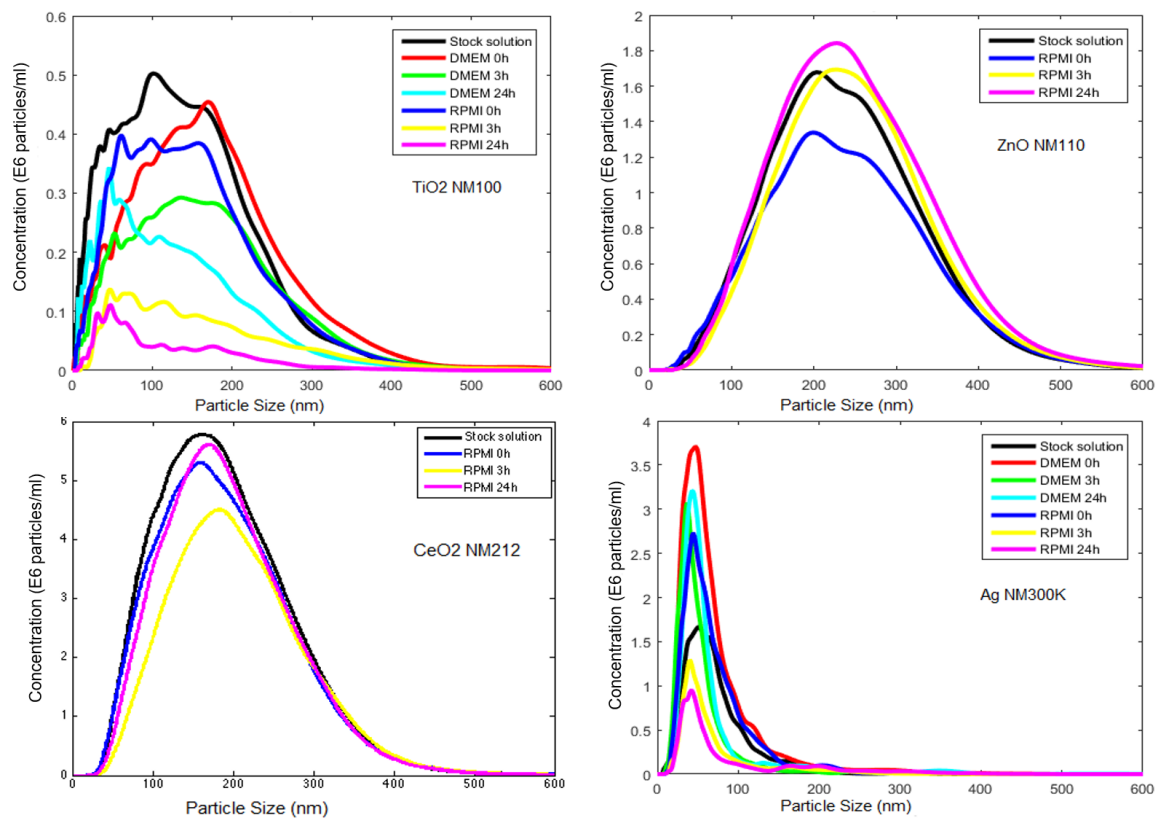 0.6
0.5
0.4
0.3
0.2
0.1
0
0 100 200 300 400 500 600
Concentration (E6 particles/ml)
Particle Size (nm)
Stock solution
DMEM 0h
DMEM 3h
DMEM 24h
RPMI 0h
RPMI 3h
RPMI 24h
TiO2 NM100
2
1.8
1.6
1.4
1.2
1
0.8
0.6
0.4
0.2
0
0 100 200 300 400 500 600
Concentration (E6 particles/ml)
Particle Size (nm)
Stock solution
RPMI 0h
RPMI 3h
RPMI 24h
ZnO NM110
6
5
4
3
2
1
0
0 100 200 300 400 500 600
Concentration (E6 particles/ml)
Particle Size (nm)
Stock solution
RPMI 0h
RPMI 3h
RPMI 24h
CeO2 NM212
4
3.5
3
2.5
2
1.5
1
0.5
0
0 100 200 300 400 500 600
Concentration (E6 particles/ml)
Particle Size (nm)
Stock solution
DMEM 0h
DMEM 3h
DMEM 24h
RPMI 0h
RPMI 3h
RPMI 24h
Ag NM300K